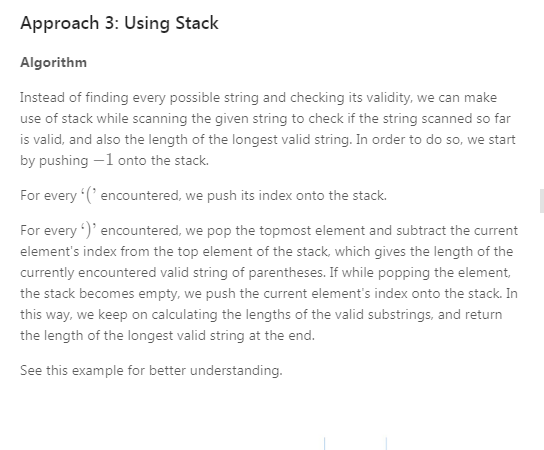 Approach 3: Using Stack
Algorithm
Instead of finding every possible string and checking its validity, we can make
use of stack while scanning the given string to check if the string scanned so far
is valid, and also the length of the longest valid string. In order to do so, we start
by pushing −1 onto the stack.
For every ‘(’ encountered, we push its index onto the stack.
For every ‘)’ encountered, we pop the topmost element and subtract the current
element's index from the top element of the stack, which gives the length of the
currently encountered valid string of parentheses. If while popping the element,
the stack becomes empty, we push the current element's index onto the stack. In
this way, we keep on calculating the lengths of the valid substrings, and return
the length of the longest valid string at the end.
See this example for better understanding.